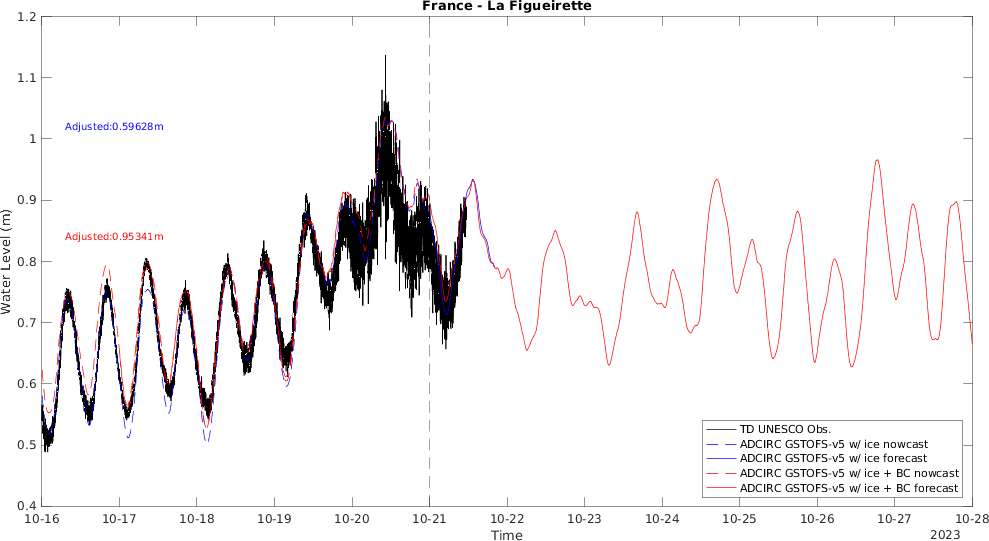 France - La Figueirette
1.2
1.1
1
0.9
0.8
0.7
0.6
0.5
0.4
Water Level (m)
Adjusted:0.59628m
Adjusted:0.95341m
TD UNESCO Obs.
ADCIRC GSTOFS-v5 w/ ice nowcast
ADCIRC GSTOFS-v5 w/ ice forecast
ADCIRC GSTOFS-v5 w/ ice + BC nowcast
ADCIRC GSTOFS-v5 w/ ice + BC forecast
10-16 10-17 10-18 10-19 10-20 10-21 10-22 10-23 10-24 10-25 10-26 10-27 10-28
Time
2023